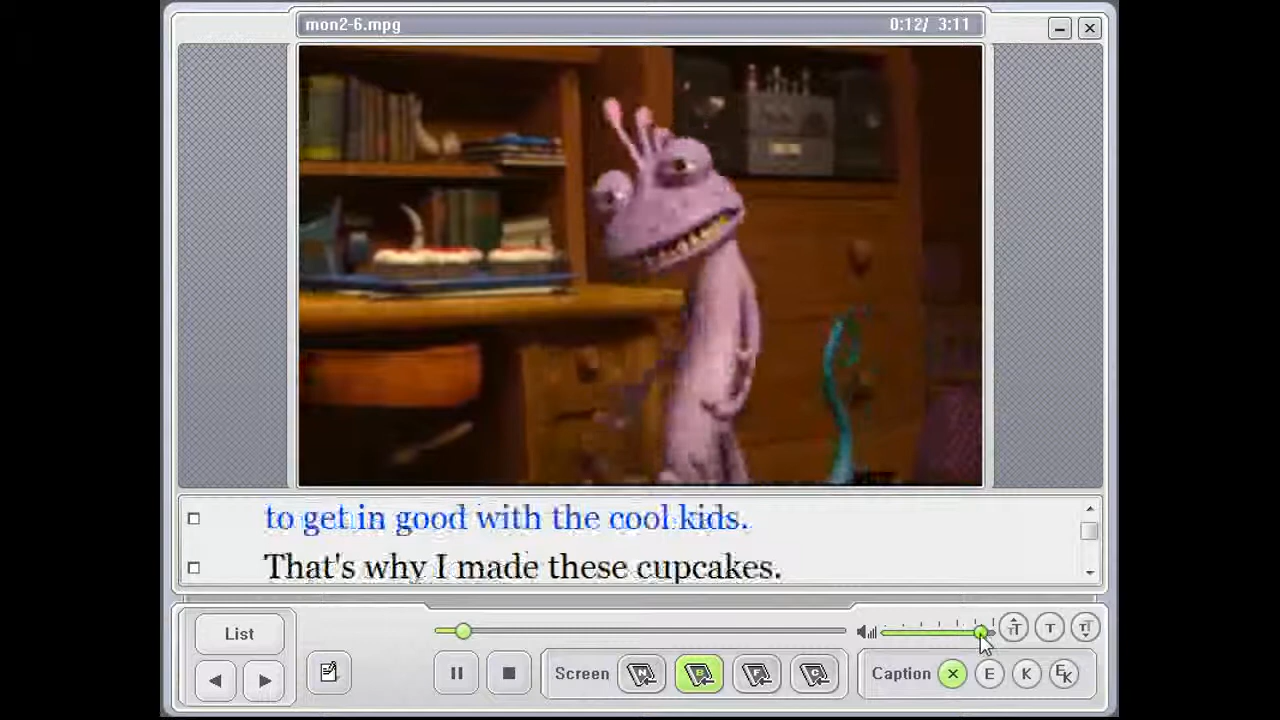 mon2-6.mpg 0:12/ 3:11
to get in good with the cool kids.
That's why I made these cupcakes.
List
Screen N F C
Caption X E K EK
T T T